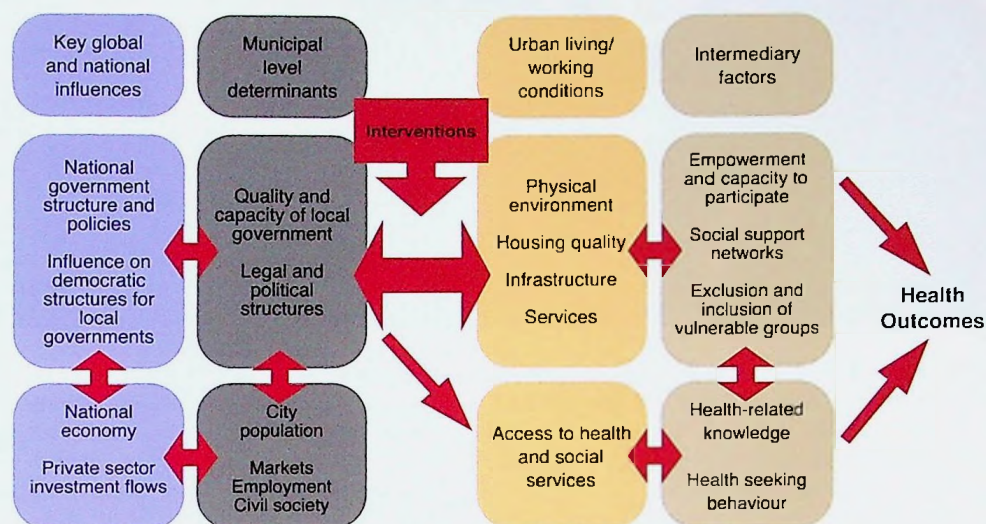 Key global
and national
influences
Municipal
level
determinants
Urban living/
working
conditions
Intermediary
factors
Interventions
National
government
structure and
policies
Influence on
democratic
structures for
local
governments
Quality and
capacity of local
government
Legal and
political
structures
Physical
environment
Housing quality
Infrastructure
Services
Empowerment
and capacity to
participate
Social support
networks
Exclusion and
inclusion of
vulnerable groups
Health
Outcomes
National
economy
Private sector
investment flows
City
population
Markets
Employment
Civil society
Access to health
and social
services
Health-related
knowledge
Health seeking
behaviour